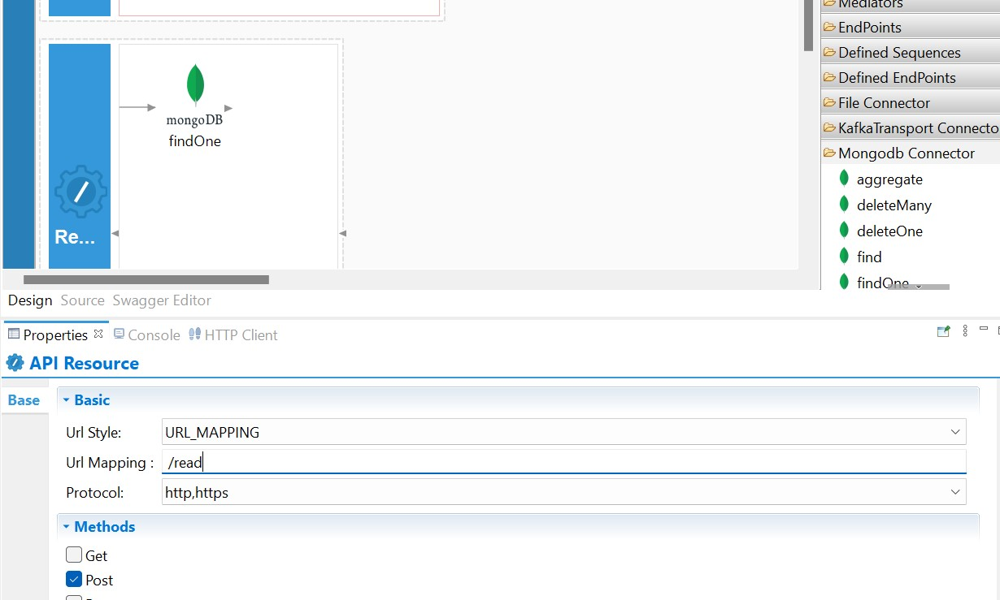 Mediators
EndPoints
Defined Sequences
Defined EndPoints
File Connector
KafkaTransport Connecto
Mongodb Connector
aggregate
deleteMany
deleteOne
find
findOne
mongoDB
findOne
Re...
Design Source Swagger Editor
Properties Console HTTP Client
API Resource
Base
Basic
Url Style: URL_MAPPING
Url Mapping : /read
Protocol: http,https
Methods
Get
Post